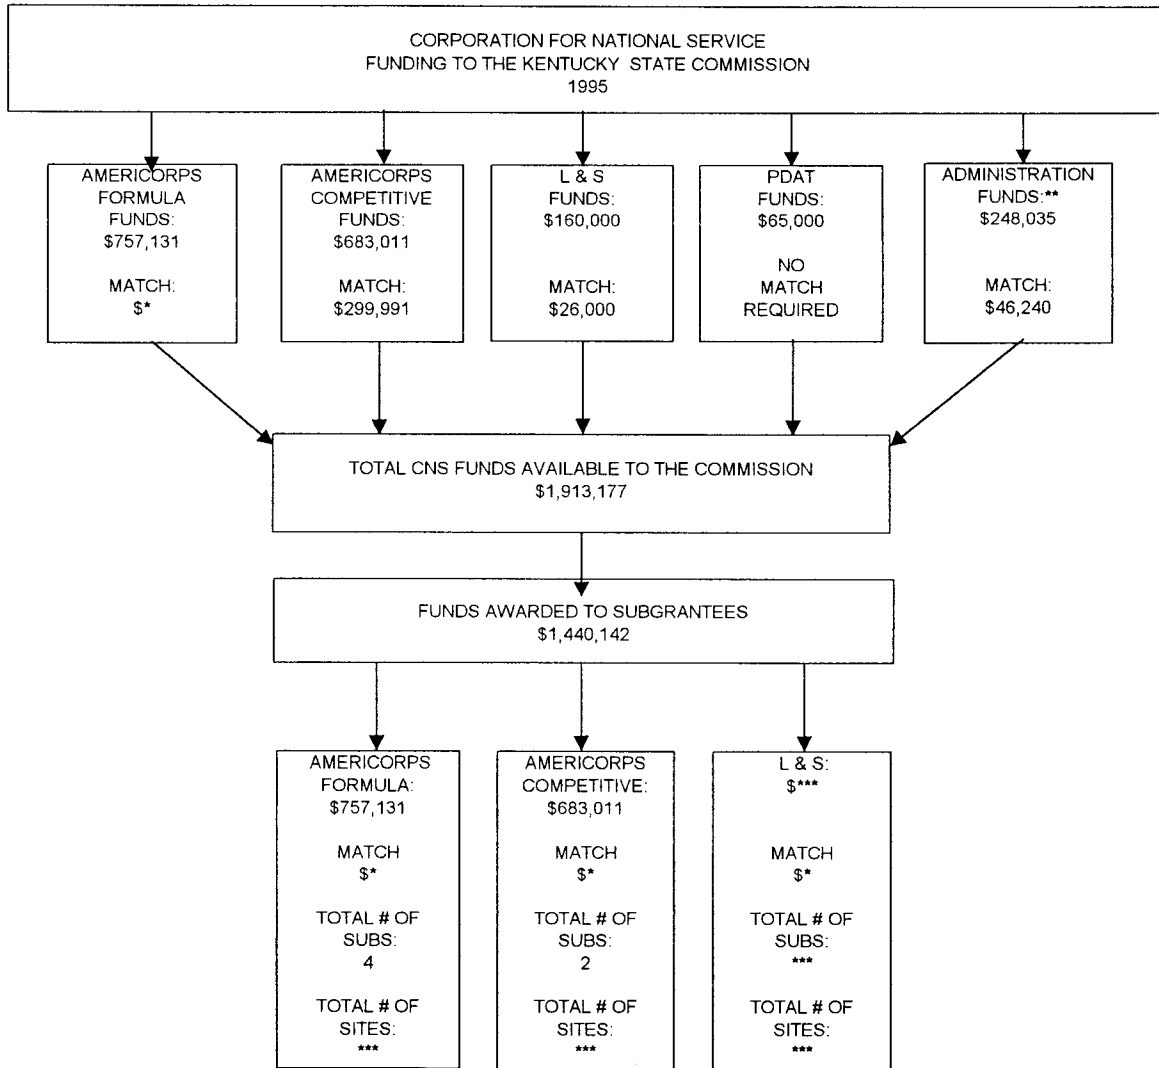 CORPORATION FOR NATIONAL SERVICE
FUNDING TO THE KENTUCKY STATE COMMISSION
1995
AMERICORPS
FORMULA
FUNDS:
$757,131
MATCH:
$*
AMERICORPS
COMPETITIVE
FUNDS:
$683,011
MATCH:
$299,991
L & S
FUNDS:
$160,000
MATCH:
$26,000
PDAT
FUNDS:
$65,000
NO
MATCH
REQUIRED
ADMINISTRATION
FUNDS:**
$248,035
MATCH:
$46,240
TOTAL CNS FUNDS AVAILABLE TO THE COMMISSION
$1,913,177
FUNDS AWARDED TO SUBGRANTEES
$1,440,142
AMERICORPS
FORMULA:
$757,131
MATCH
$*
TOTAL # OF
SUBS:
4
TOTAL # OF
SITES:
***
AMERICORPS
COMPETITIVE:
$683,011
MATCH
$*
TOTAL # OF
SUBS:
2
TOTAL # OF
SITES:
***
L & S:
$***
MATCH
$*
TOTAL # OF
SUBS:
***
TOTAL # OF
SITES:
***